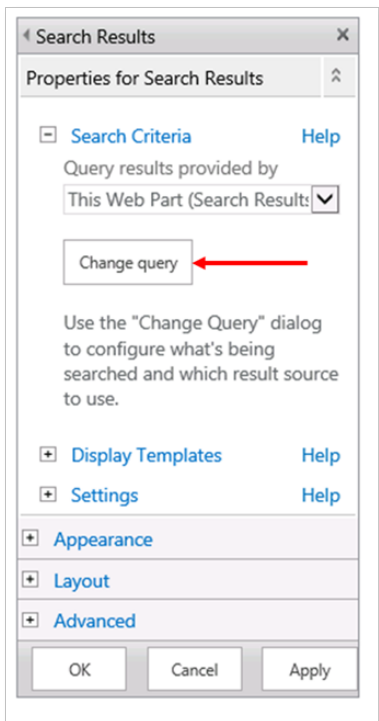 Search Results
Properties for Search Results
Search Criteria Help
Query results provided by
This Web Part (Search Results
Change query
Use the "Change Query" dialog
to configure what's being
searched and which result source
to use.
Display Templates Help
Settings Help
Appearance
Layout
Advanced
OK Cancel Apply